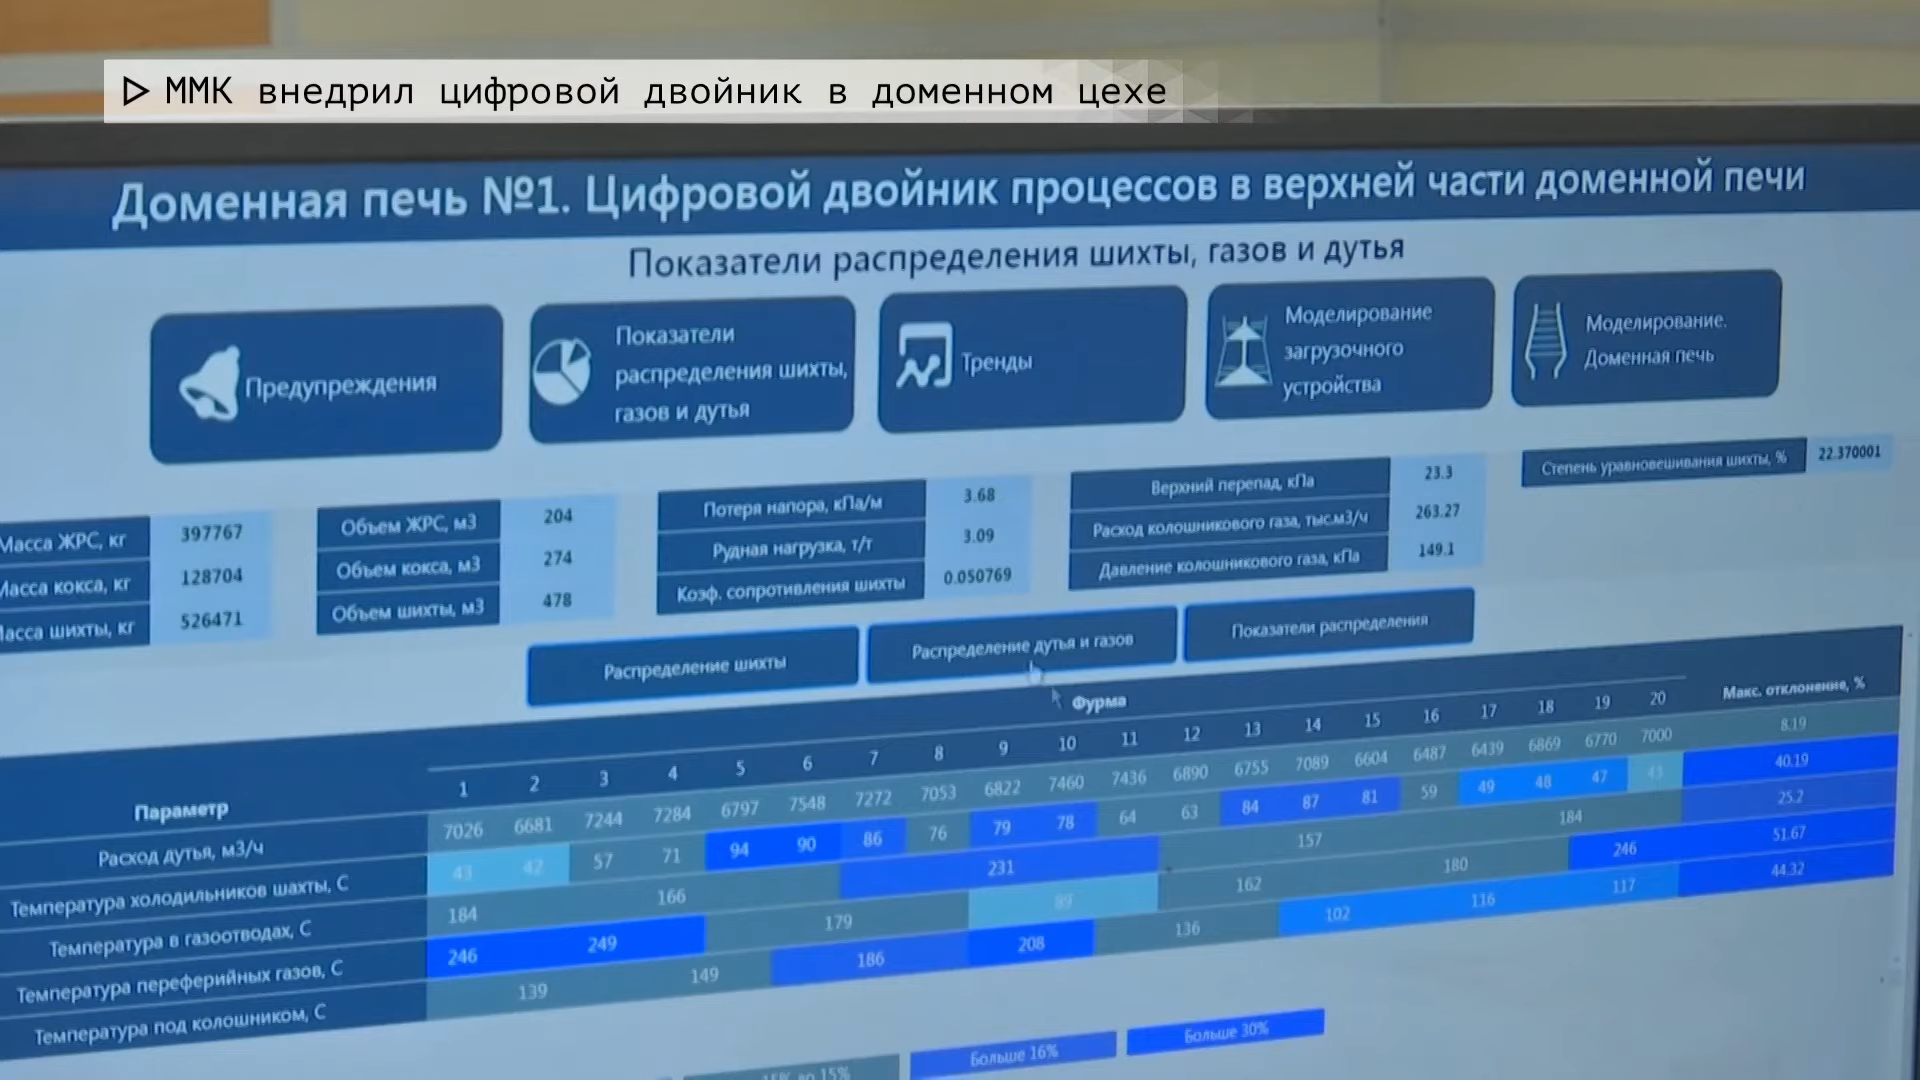 ММК внедрил цифровой двойник в доменном цехе
Доменная печь №1. Цифровой двойник процессов в верхней части доменной печи
Показатели распределения шихты, газов и дутья
Предупреждения
Показатели
распределения шихты,
газов и дутья
Тренды
Моделирование
загрузочного
устройства
Моделирование.
Доменная печь
Масса ЖРС, кг 397767
Масса кокса, кг 128704
Масса шихты, кг 526471
Объем ЖРС, м3 204
Объем кокса, м3 274
Объем шихты, м3 478
Потеря напора, кПа/м 3.68
Рудная нагрузка, т/т 3.09
Коэф. сопротивления шихты 0.050769
Верхний перепад, кПа 23.3
Расход колошникового газа, тыс.м3/ч 263.27
Давление колошникового газа, кПа 149.1
Степень уравновешивания шихты, % 22.370001
Распределение шихты
Распределение дутья и газов
Показатели распределения
Параметр
Фурма
Макс. отклонение, %
1 2 3 4 5 6 7 8 9 10 11 12 13 14 15 16 17 18 19 20
Расход дутья, м3/ч 7026 6681 7244 7284 6797 7548 7272 7053 6822 7460 7436 6890 6755 7089 6604 6487 6439 6869 6770 7000 8.19
Температура холодильников шахты, С 43 42 57 71 94 90 86 76 79 78 64 63 84 87 81 59 49 48 47 43 40.19
Температура в газоотводах, С 184 166 231 157 184 25.2
Температура переферийных газов, С 246 249 179 89 162 180 246 51.67
Температура под колошником, С 139 149 186 208 136 102 116 117 44.32
15% до 15%
Больше 16%
Больше 30%